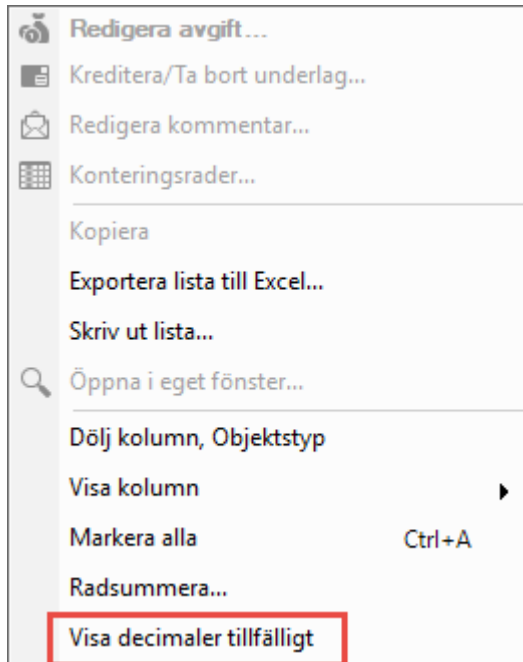 Redigera avgift...
Kreditera/Ta bort underlag...
Redigera kommentar...
Konteringsrader...
Kopiera
Exportera lista till Excel...
Skriv ut lista...
Öppna i eget fönster...
Dölj kolumn, Objektstyp
Visa kolumn
Markera alla Ctrl+A
Radsummera...
Visa decimaler tillfälligt